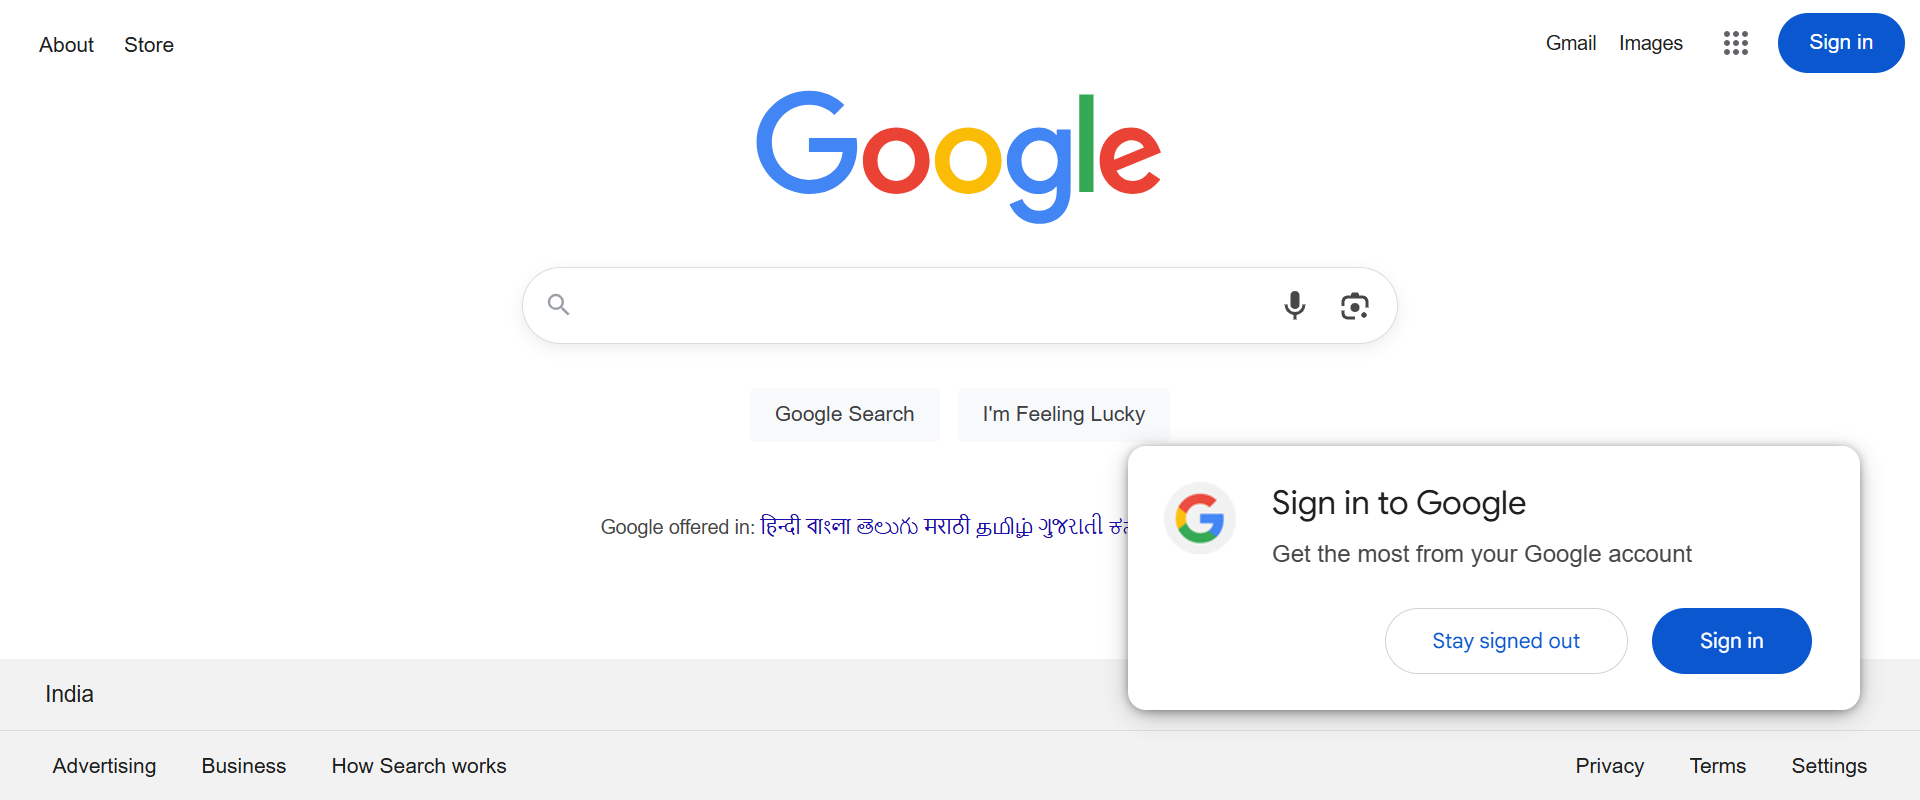 About Store Gmail Images Sign in
Google
Google Search I'm Feeling Lucky
Google offered in: हिन्दी বাংলা తెలుగు मराठी தமிழ் ગુજરાતી
Sign in to Google
Get the most from your Google account
Stay signed out Sign in
India
Advertising Business How Search works Privacy Terms Settings